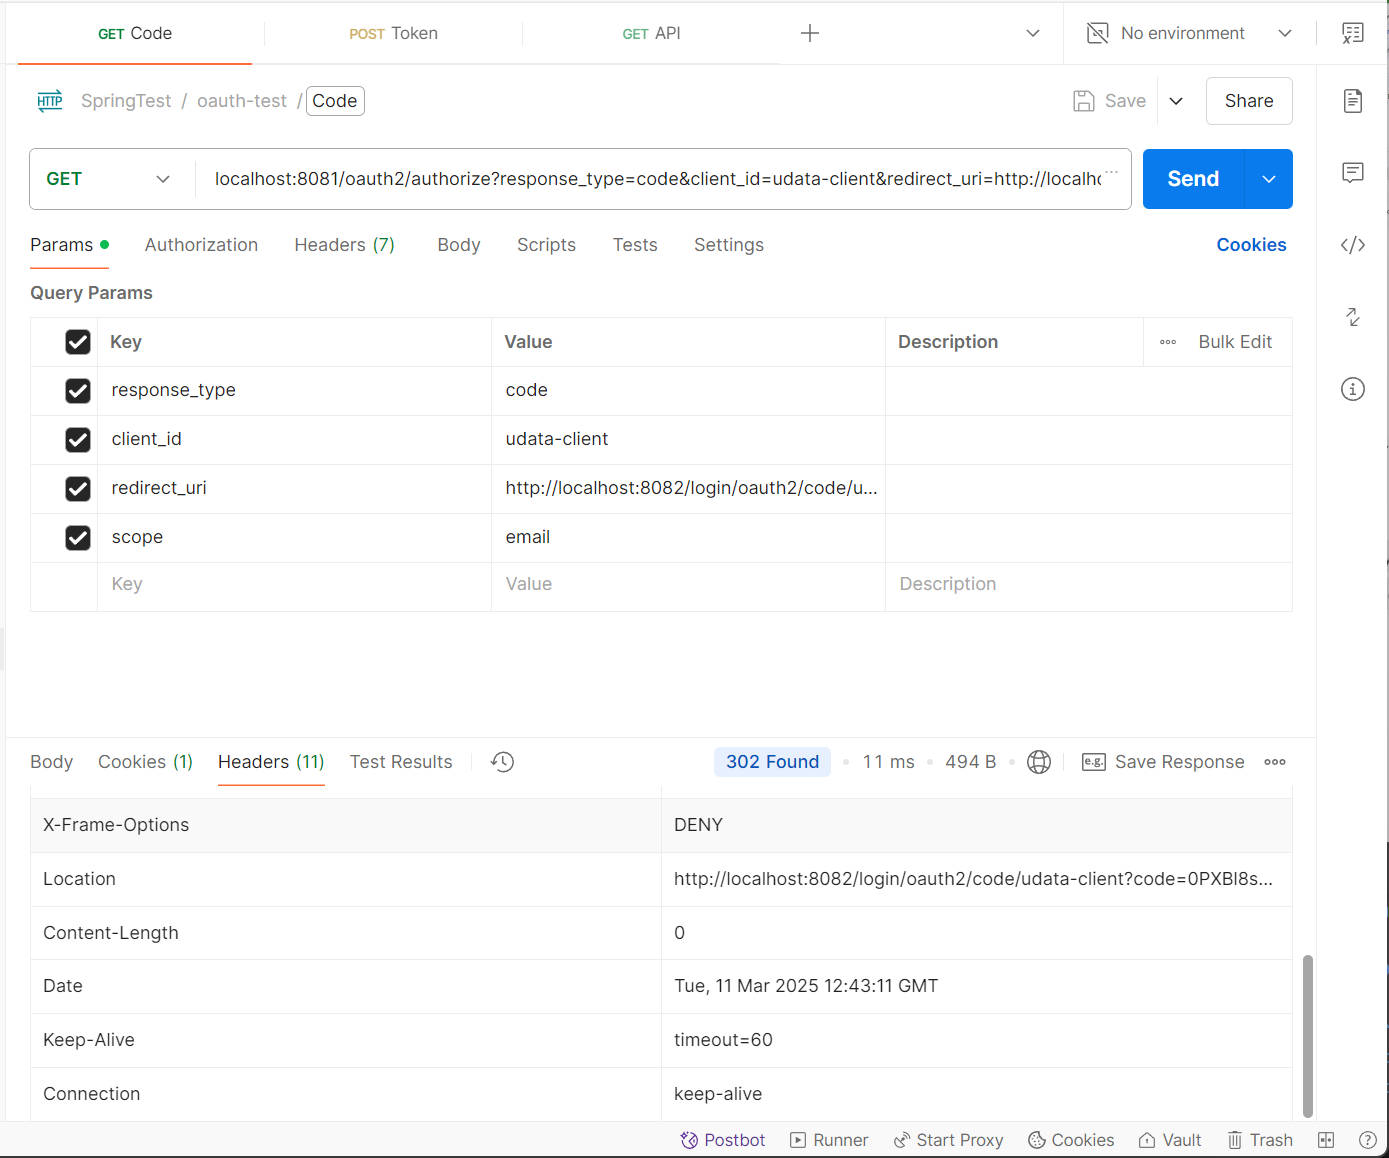 GET Code
POST Token
GET API
No environment
HTTP SpringTest / oauth-test / Code
Save
Share
GET
localhost:8081/oauth2/authorize?response_type=code&client_id=udata-client&redirect_uri=http://localhc...
Send
Params
Authorization
Headers (7)
Body
Scripts
Tests
Settings
Cookies
Query Params
Key Value Description Bulk Edit
response_type code
client_id udata-client
redirect_uri http://localhost:8082/login/oauth2/code/u...
scope email
Key Value Description
Body Cookies (1) Headers (11) Test Results
302 Found 11 ms 494 B e.g. Save Response
X-Frame-Options DENY
Location http://localhost:8082/login/oauth2/code/udata-client?code=0PXBI8s...
Content-Length 0
Date Tue, 11 Mar 2025 12:43:11 GMT
Keep-Alive timeout=60
Connection keep-alive
Postbot Runner Start Proxy Cookies Vault Trash